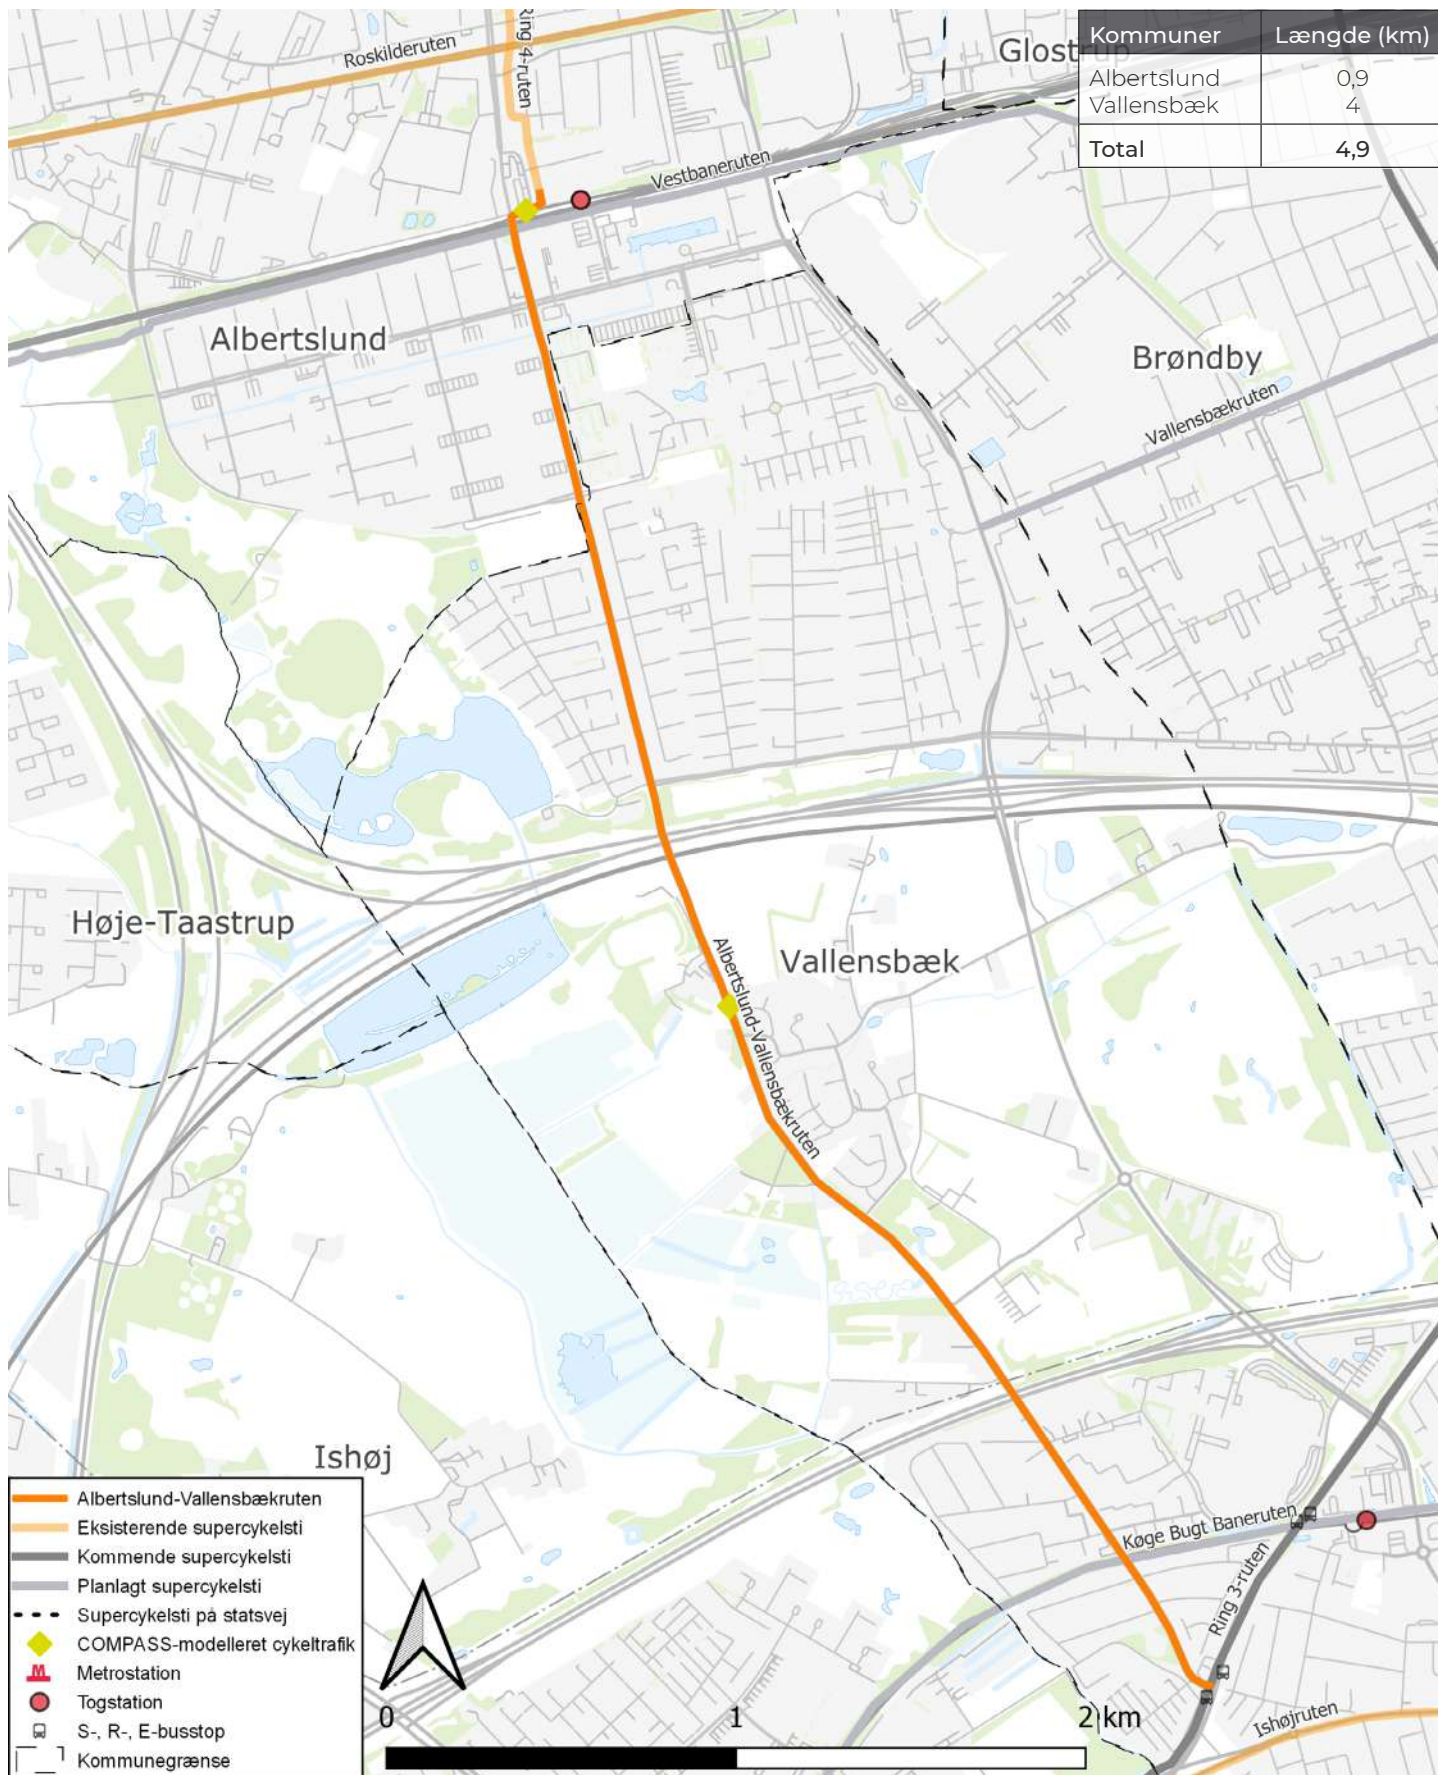 Kommuner Længde (km)
Albertslund 0,9
Vallensbæk 4
Total 4,9
Glostrup
Ring 4-ruten
Roskilderuten
Vestbaneruten
Albertslund
Brøndby
Vallensbækruten
Høje-Taastrup
Vallensbæk
Albertslund-Vallensbækruten
Ishøj
Køge Bugt Baneruten
Ring 3-ruten
Ishøjruten
Albertslund-Vallensbækruten
Eksisterende supercykelsti
Kommende supercykelsti
Planlagt supercykelsti
Supercykelsti på statsvej
COMPASS-modelleret cykeltrafik
M Metrostation
Togstation
S-, R-, E-busstop
Kommunegrænse
0 1 2 km